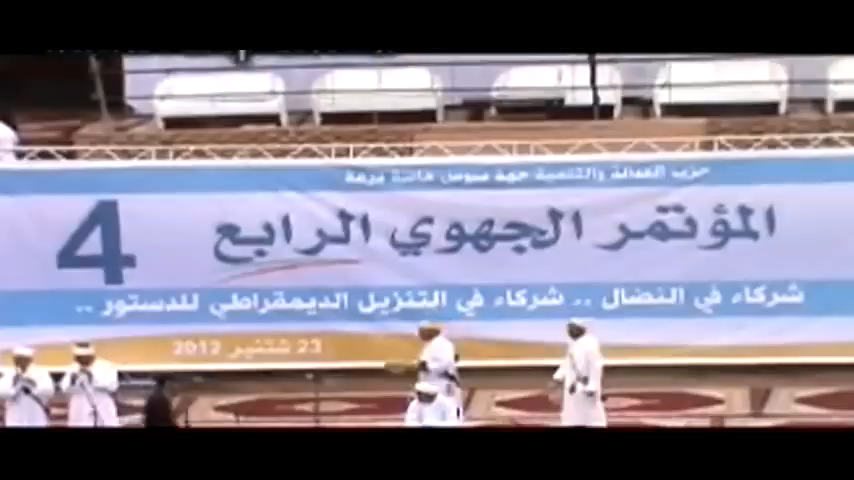 حزب العدالة والتنمية جهة سوس ماسة درعة
المؤتمر الجهوي الرابع 4
شركاء في النضال .. شركاء في التنزيل الديمقراطي للدستور ..
23 شتنبر 2012